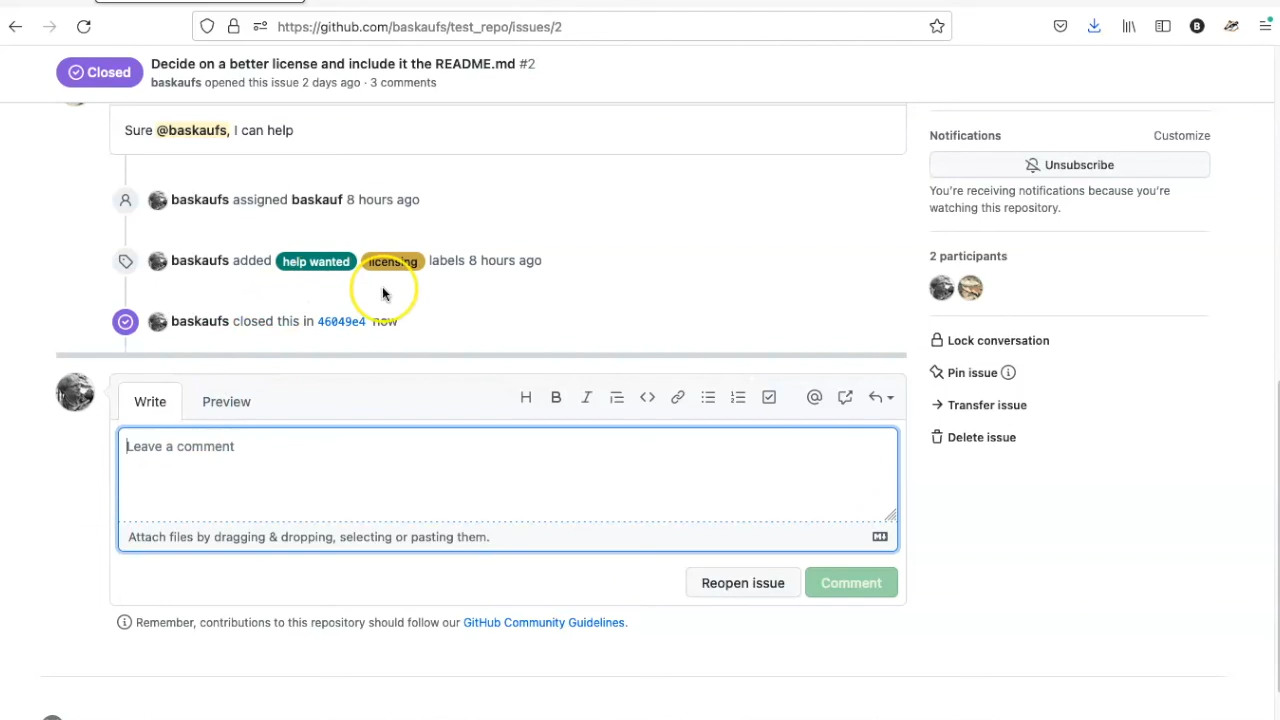 https://github.com/baskaufs/test_repo/issues/2
B
Closed
Decide on a better license and include it the README.md #2
baskaufs opened this issue 2 days ago · 3 comments
Sure @baskaufs, I can help
baskaufs assigned baskauf 8 hours ago
baskaufs added help wanted licensing labels 8 hours ago
baskaufs closed this in 46049e4 now
Write
Preview
H B I
Leave a comment
Attach files by dragging & dropping, selecting or pasting them.
Reopen issue
Comment
Remember, contributions to this repository should follow our GitHub Community Guidelines.
Notifications
Customize
Unsubscribe
You're receiving notifications because you're
watching this repository.
2 participants
Lock conversation
Pin issue
Transfer issue
Delete issue